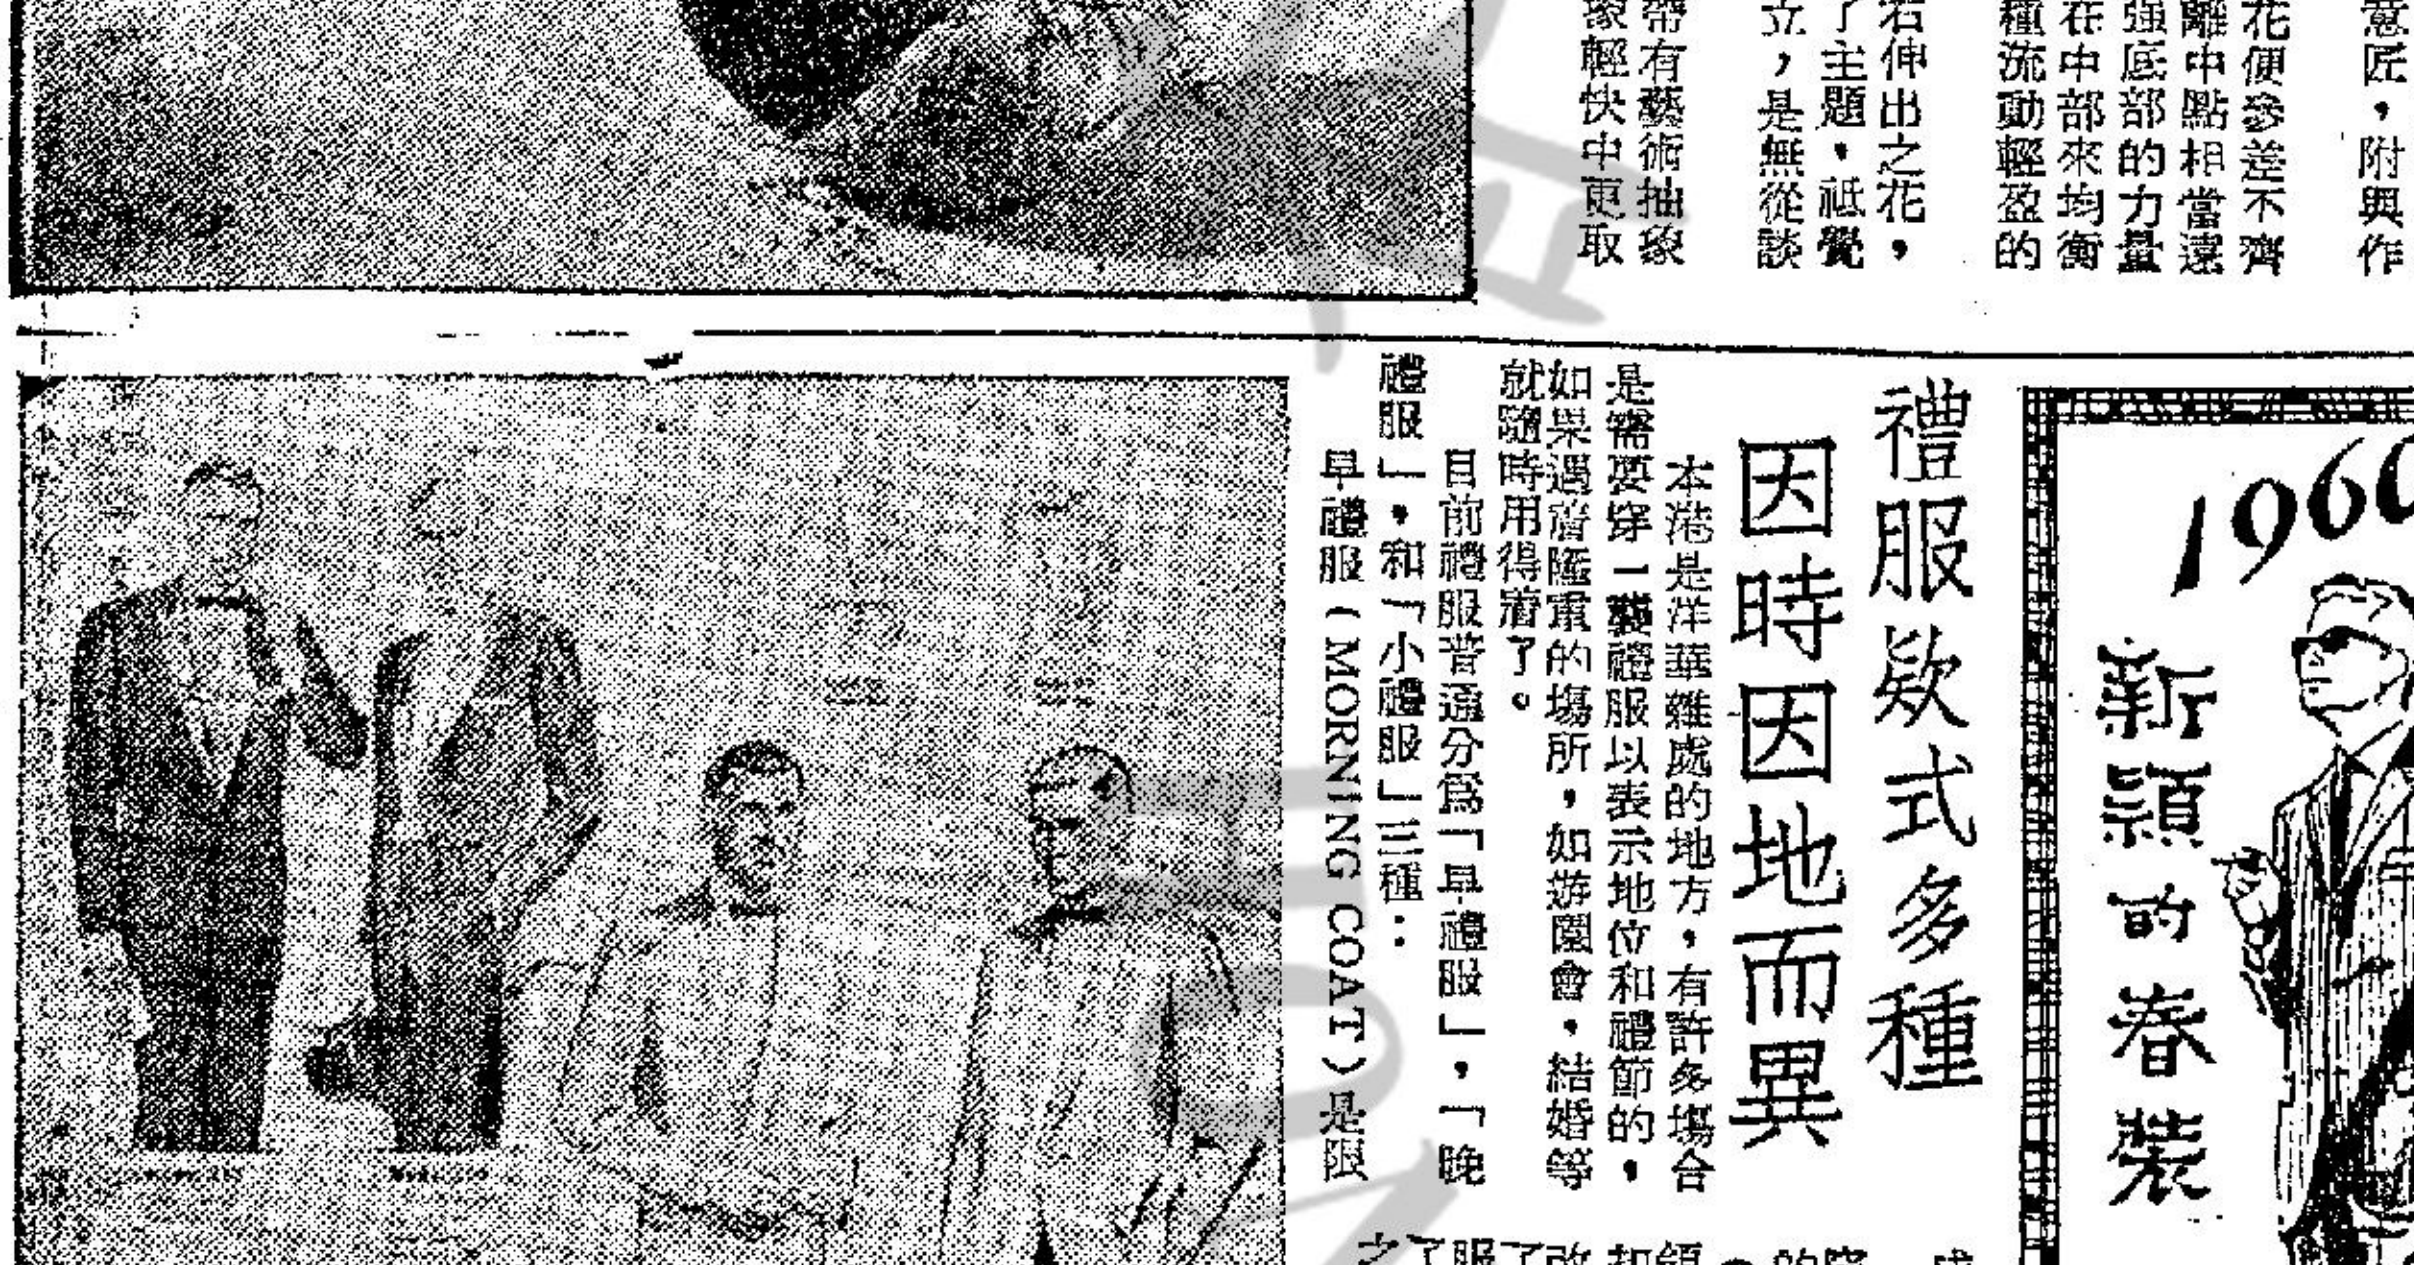 意匠，附與作
花便參差不齊
離中點相當遠
强底部的力量
在中部來均衡
種流動輕盈的
右伸出之花，
了主題，祗覺
立，是無從談
帶有藝術抽象
象輕快中更取
1960
新穎的春裝
禮服欵式多種
因時因地而異
本港是洋華雜處的地方，有許多塲合
是需要穿一襲禮服以表示地位和禮節的，
如果遇着隆重的塲所，如游園會，結婚等
就隨時用得着了。
目前禮服普通分爲「早禮服」，「晚
禮服」，和「小禮服」三種：
早禮服（MORNING COAT）是限